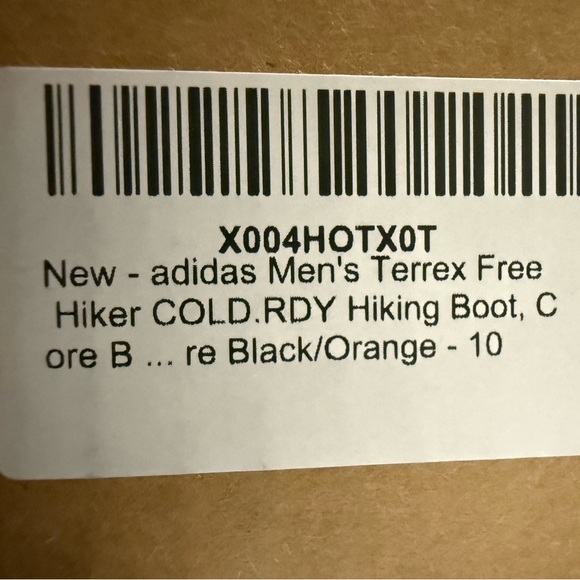 X004HOTX0T
New - adidas Men's Terrex Free
Hiker COLD.RDY Hiking Boot, C
ore B ... re Black/Orange - 10